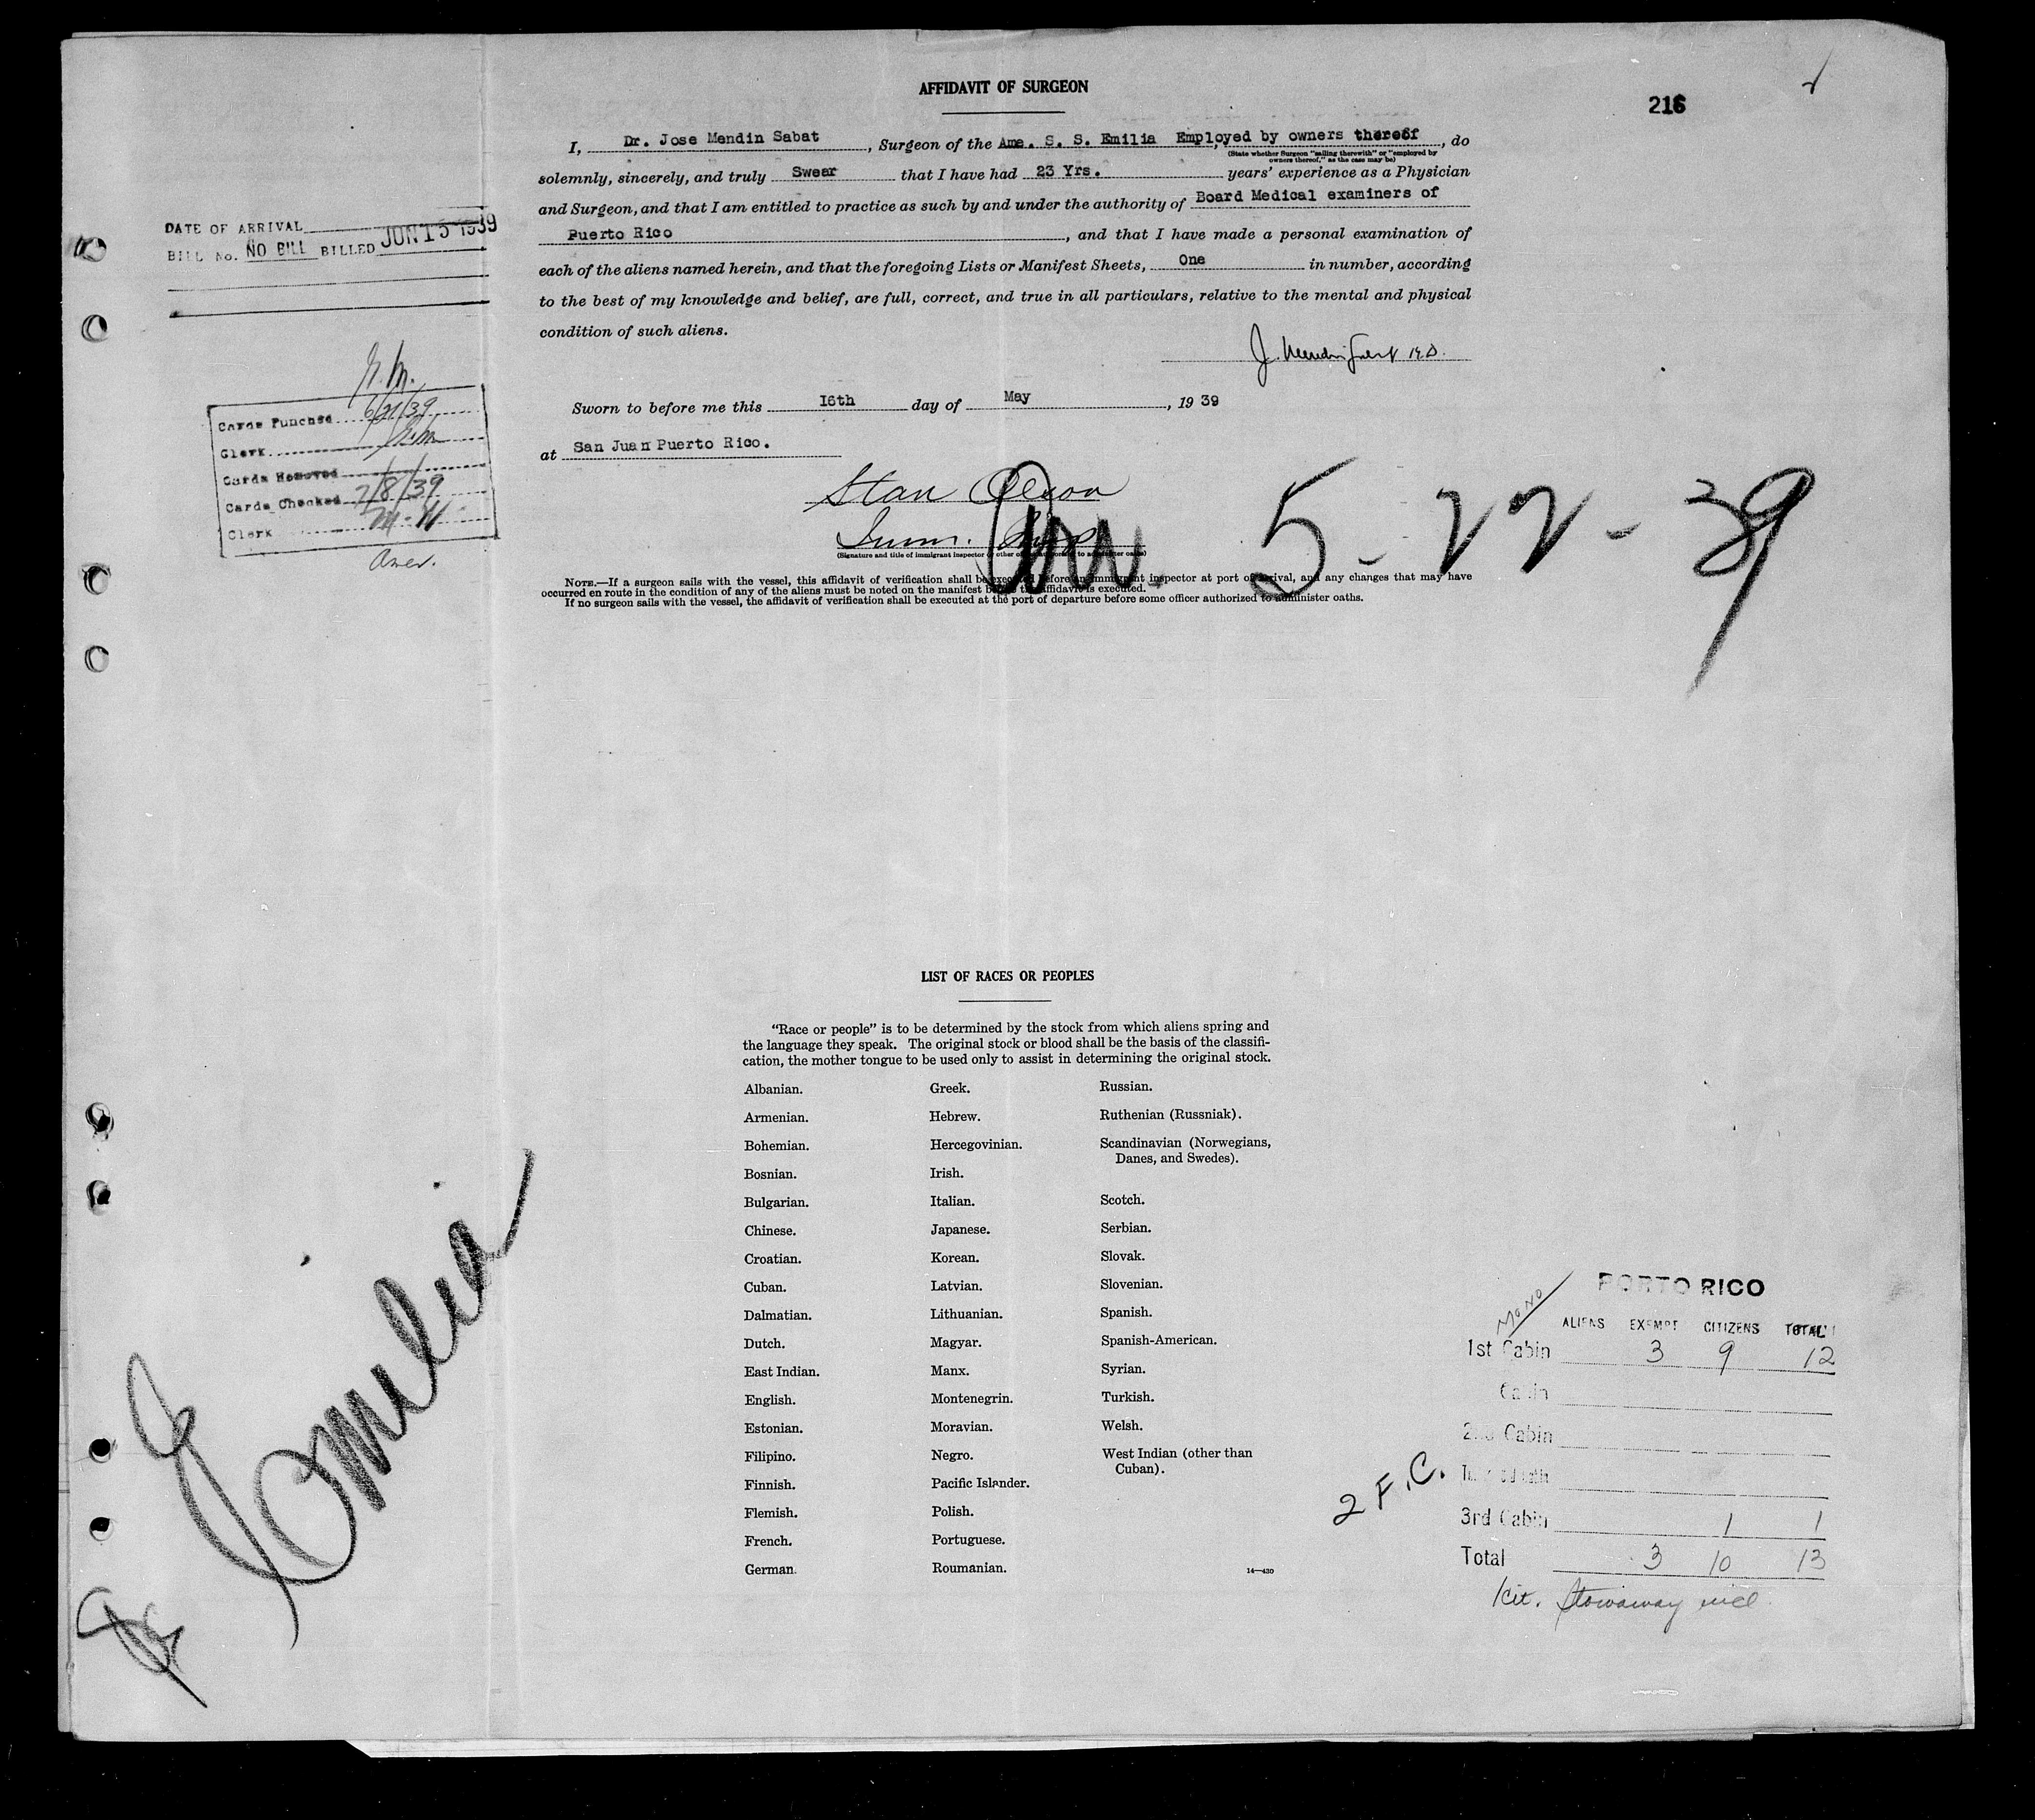 AFFIDAVIT OF SURGEON
216
I, Dr. Jose Mendin Sabat, Surgeon of the Ame. S. S. Emilia, Employed by owners thereof, do
(State whether Surgeon "sailing therewith" or "employed by
owners thereof," as the case may be)
solemnly, sincerely, and truly Swear that I have had 23 Yrs. years' experience as a Physician
and Surgeon, and that I am entitled to practice as such by and under the authority of Board Medical examiners of
Puerto Rico, and that I have made a personal examination of
each of the aliens named herein, and that the foregoing Lists or Manifest Sheets, One in number, according
to the best of my knowledge and belief, are full, correct, and true in all particulars, relative to the mental and physical
condition of such aliens.
Sworn to before me this I6th day of May, 19 39
at San Juan Puerto Rico.
(Signature and title of immigrant inspector or other officer authorized to administer oaths)
Arr. 5-22-39
NOTE.—If a surgeon sails with the vessel, this affidavit of verification shall be executed before an immigrant inspector at port of arrival, and any changes that may have
occurred en route in the condition of any of the aliens must be noted on the manifest before the affidavit is executed.
If no surgeon sails with the vessel, the affidavit of verification shall be executed at the port of departure before some officer authorized to administer oaths.
DATE OF ARRIVAL
BILL No. NO BILL BILLED JUN 15 1939
Cards Punched 6/21/39
Clerk
Cards Removed
Cards Checked 7/8/39
Clerk
LIST OF RACES OR PEOPLES
"Race or people" is to be determined by the stock from which aliens spring and
the language they speak. The original stock or blood shall be the basis of the classifi-
cation, the mother tongue to be used only to assist in determining the original stock.
Albanian.
Armenian.
Bohemian.
Bosnian.
Bulgarian.
Chinese.
Croatian.
Cuban.
Dalmatian.
Dutch.
East Indian.
English.
Estonian.
Filipino.
Finnish.
Flemish.
French.
German.
Greek.
Hebrew.
Hercegovinian.
Irish.
Italian.
Japanese.
Korean.
Latvian.
Lithuanian.
Magyar.
Manx.
Montenegrin.
Moravian.
Negro.
Pacific Islander.
Polish.
Portuguese.
Roumanian.
Russian.
Ruthenian (Russniak).
Scandinavian (Norwegians,
Danes, and Swedes).
Scotch.
Serbian.
Slovak.
Slovenian.
Spanish.
Spanish-American.
Syrian.
Turkish.
Welsh.
West Indian (other than
Cuban).
14—430
Emilia
PORTO RICO
MONO
ALIENS EXEMPT CITIZENS TOTAL
1st Cabin 3 9 12
Cabin
2nd Cabin
2 F.C.
3rd Cabin 1 1
Total 3 10 13
1 cit. Stowaway incl.